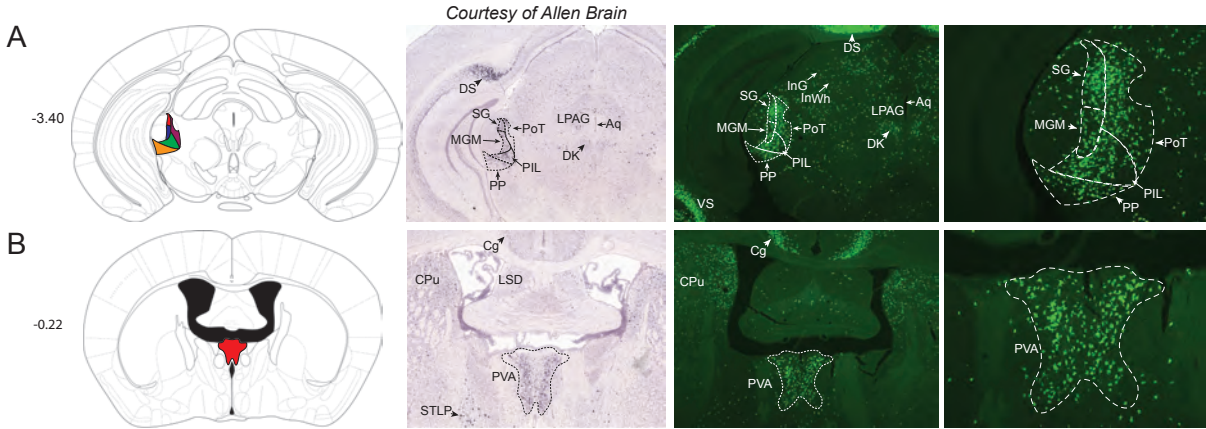 Courtesy of Allen Brain
A
-3.40
DS
SG
LPAG
Aq
MGM
PoT
DK
PIL
PP
DS
InG
InWh
SG
LPAG
Aq
MGM
PoT
DK
PIL
PP
VS
SG
MGM
PoT
PIL
PP
B
-0.22
Cg
CPu
LSD
PVA
STLP
Cg
CPu
PVA
PVA